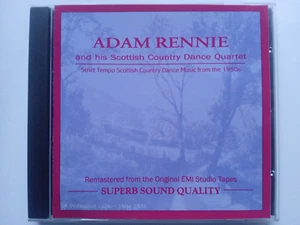 ADAM RENNIE
and his Scottish Country Dance Quartet
Strict Tempo Scottish Country Dance Music from the 1950s
Remastered from the Original EMI Studio Tapes
SUPERB SOUND QUALITY